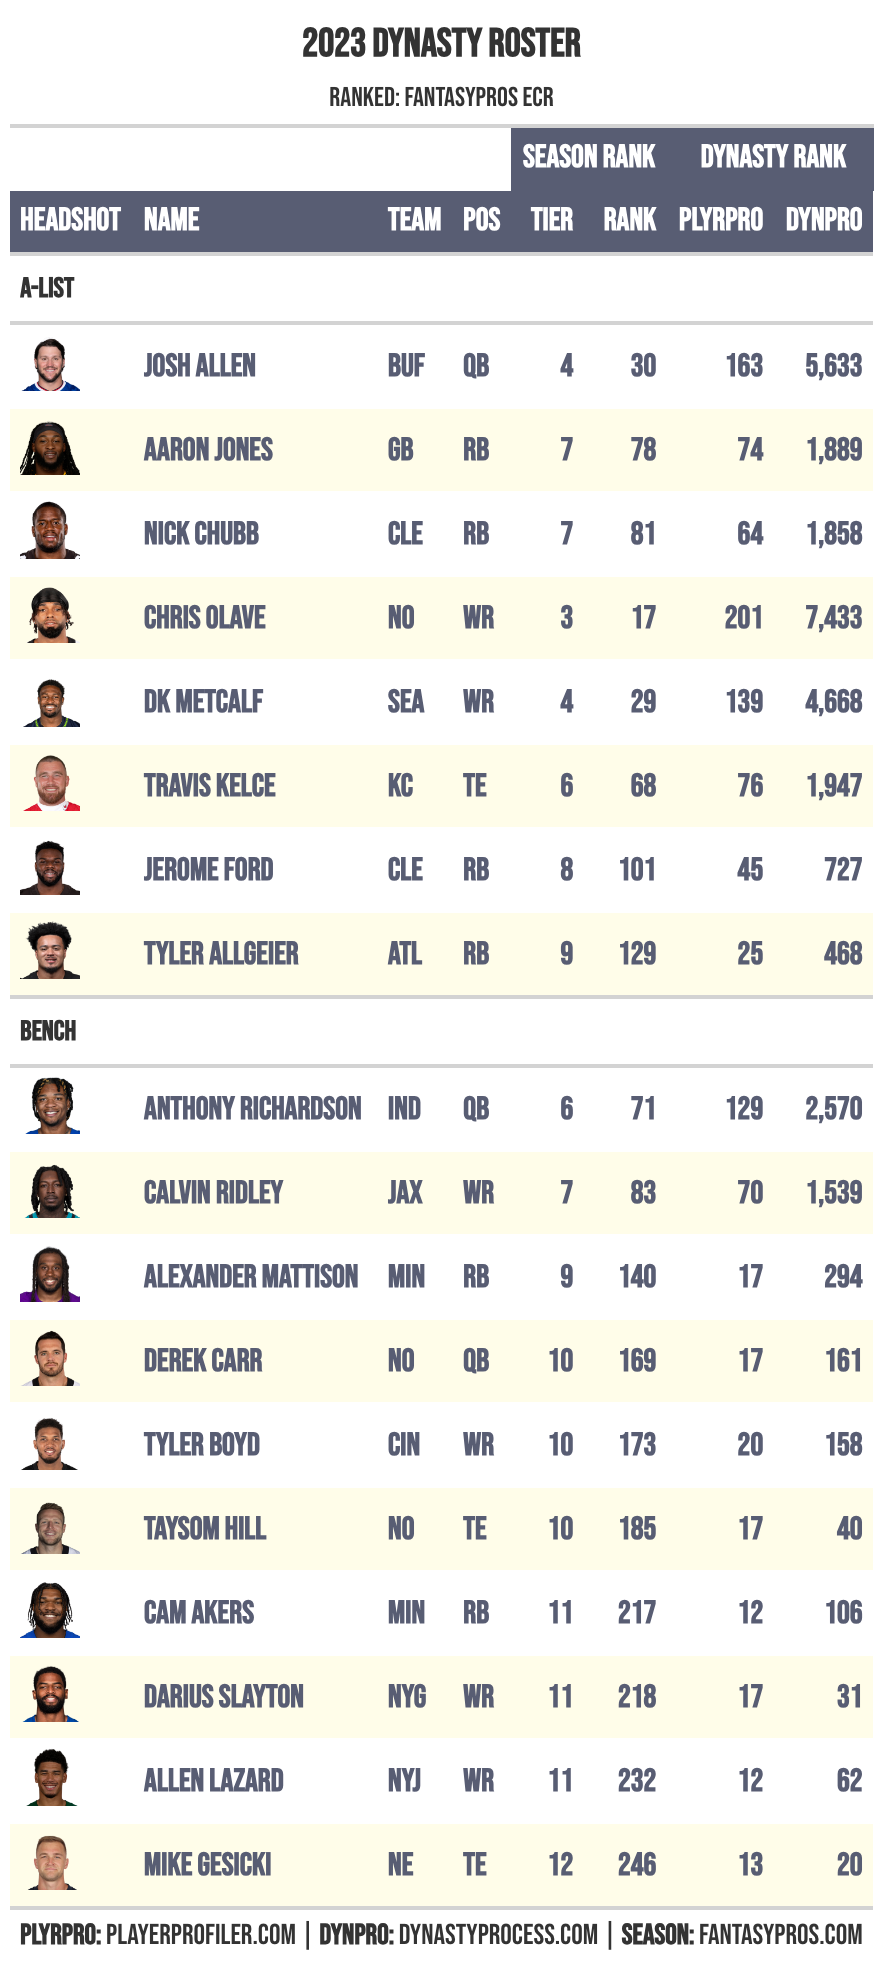 2023 DYNASTY ROSTER
RANKED: FANTASYPROS ECR
SEASON RANK DYNASTY RANK
HEADSHOT NAME TEAM POS TIER RANK PLYRPRO DYNPRO
A-LIST
JOSH ALLEN BUF QB 4 30 163 5,633
AARON JONES GB RB 7 78 74 1,889
NICK CHUBB CLE RB 7 81 64 1,858
CHRIS OLAVE NO WR 3 17 201 7,433
DK METCALF SEA WR 4 29 139 4,668
TRAVIS KELCE KC TE 6 68 76 1,947
JEROME FORD CLE RB 8 101 45 727
TYLER ALLGEIER ATL RB 9 129 25 468
BENCH
ANTHONY RICHARDSON IND QB 6 71 129 2,570
CALVIN RIDLEY JAX WR 7 83 70 1,539
ALEXANDER MATTISON MIN RB 9 140 17 294
DEREK CARR NO QB 10 169 17 161
TYLER BOYD CIN WR 10 173 20 158
TAYSOM HILL NO TE 10 185 17 40
CAM AKERS MIN RB 11 217 12 106
DARIUS SLAYTON NYG WR 11 218 17 31
ALLEN LAZARD NYJ WR 11 232 12 62
MIKE GESICKI NE TE 12 246 13 20
PLYRPRO: PLAYERPROFILER.COM | DYNPRO: DYNASTYPROCESS.COM | SEASON: FANTASYPROS.COM